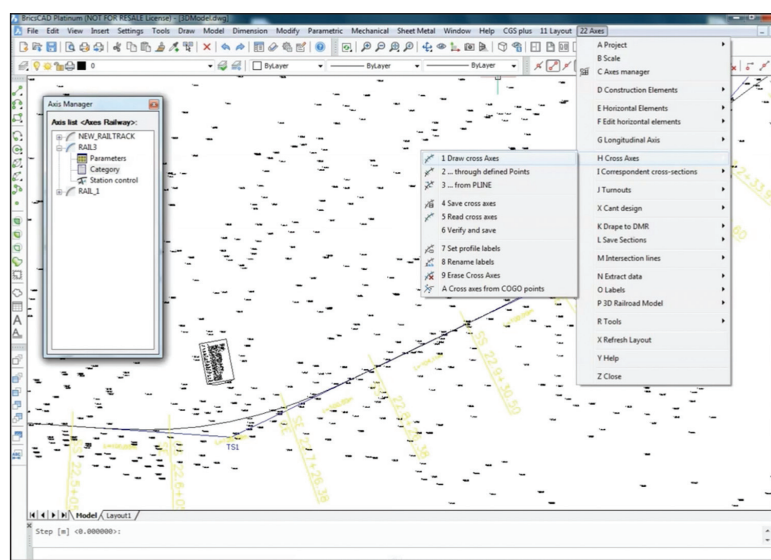 BricsCAD Platinum (NOT FOR RESALE License) - [3DModel.dwg]
File Edit View Insert Settings Tools Draw Model Dimension Modify Parametric Mechanical Sheet Metal Window Help CGS plus 11 Layout 22 Axes
0 ByLayer ByLayer ByLayer
A Project
B Scale
C Axes manager
D Construction Elements
E Horizontal Elements
F Edit horizontal elements
G Longitudinal Axis
H Cross Axes
I Correspondent cross-sections
J Turnouts
X Cant design
K Drape to DMR
L Save Sections
M Intersection lines
N Extract data
O Labels
P 3D Railroad Model
R Tools
X Refresh Layout
Y Help
Z Close
1 Draw cross Axes
2 ... through defined Points
3 ... from PLINE
4 Save cross axes
5 Read cross axes
6 Verify and save
7 Set profile labels
8 Rename labels
9 Erase Cross Axes
A Cross axes from COGO points
Axis Manager
Axis list <Axes Railway>:
NEW_RAILTRACK
RAIL3
Parameters
Category
Station control
RAIL_1
TS1
SS 22.9+30.50
Model Layout1
Step [m] <0.000000>: